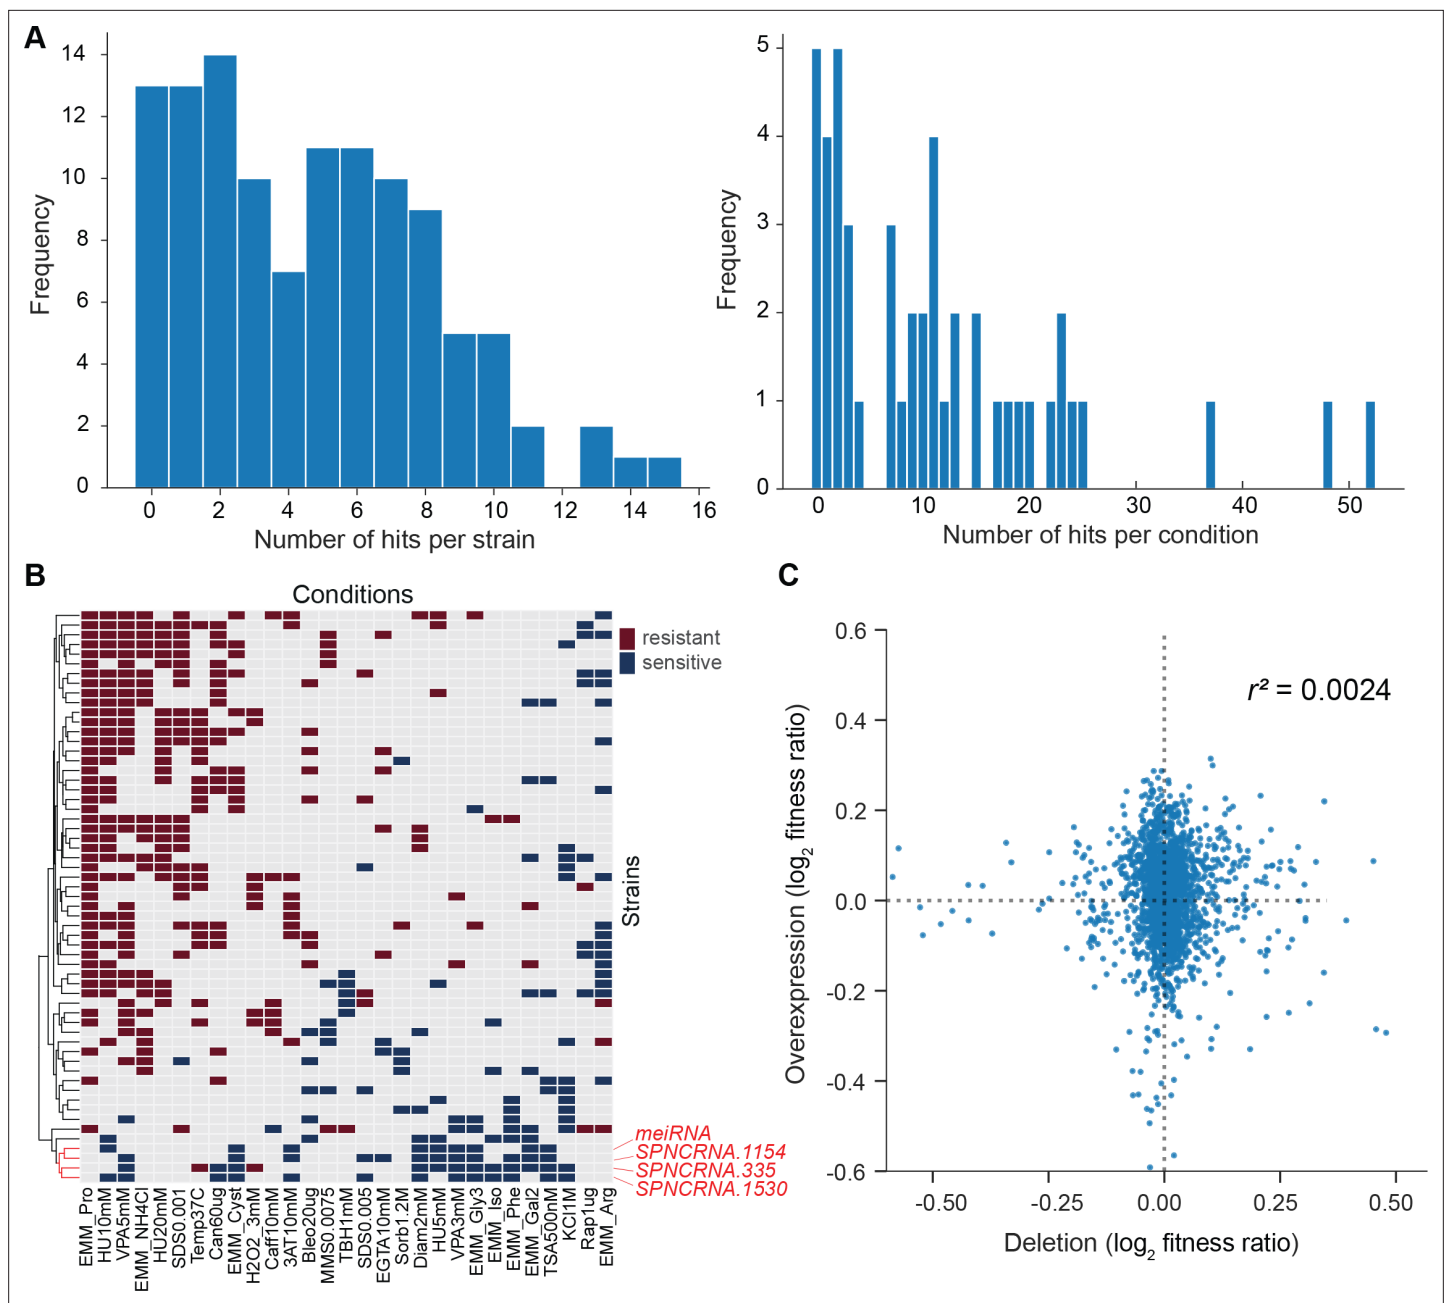 A
14
12
10
8
6
4
2
0
Frequency
0 2 4 6 8 10 12 14 16
Number of hits per strain
5
4
3
2
1
0
Frequency
0 10 20 30 40 50
Number of hits per condition
B
Conditions
resistant
sensitive
Strains
meiRNA
SPNCRNA.1154
SPNCRNA.335
SPNCRNA.1530
EMM_Pro
HU10mM
VPA5mM
EMM_NH4Cl
HU20mM
SDS0.001
Temp37C
Can60ug
EMM_Cyst
H2O2_3mM
Caff10mM
3AT10mM
Bleo20ug
MMS0.0075
TBH1mM
SDS0.005
EGTA10mM
Sorb1.2M
Diam2mM
HU5mM
VPA3mM
EMM_Gly3
EMM_Iso
EMM_Phe
EMM_Gal2
TSA500nM
KCl1M
Rap1ug
EMM_Arg
C
0.6
0.4
0.2
0.0
-0.2
-0.4
-0.6
Overexpression (log₂ fitness ratio)
r² = 0.0024
-0.50 -0.25 0.00 0.25 0.50
Deletion (log₂ fitness ratio)